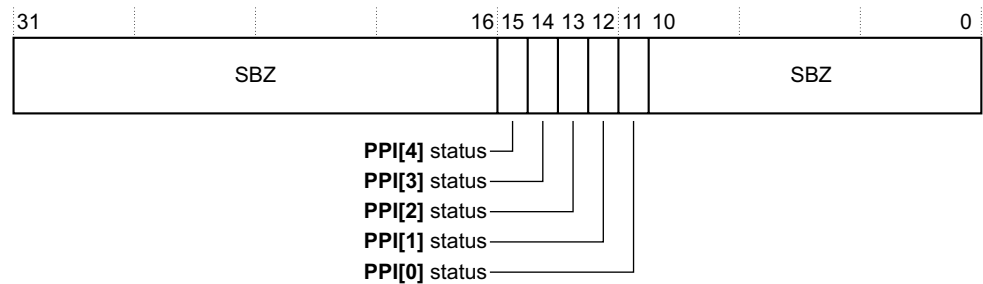 31 16 15 14 13 12 11 10 0
SBZ SBZ
PPI[4] status
PPI[3] status
PPI[2] status
PPI[1] status
PPI[0] status